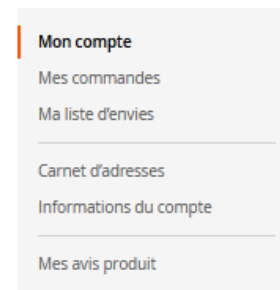 Mon compte
Mes commandes
Ma liste d'envies
Carnet d'adresses
Informations du compte
Mes avis produit